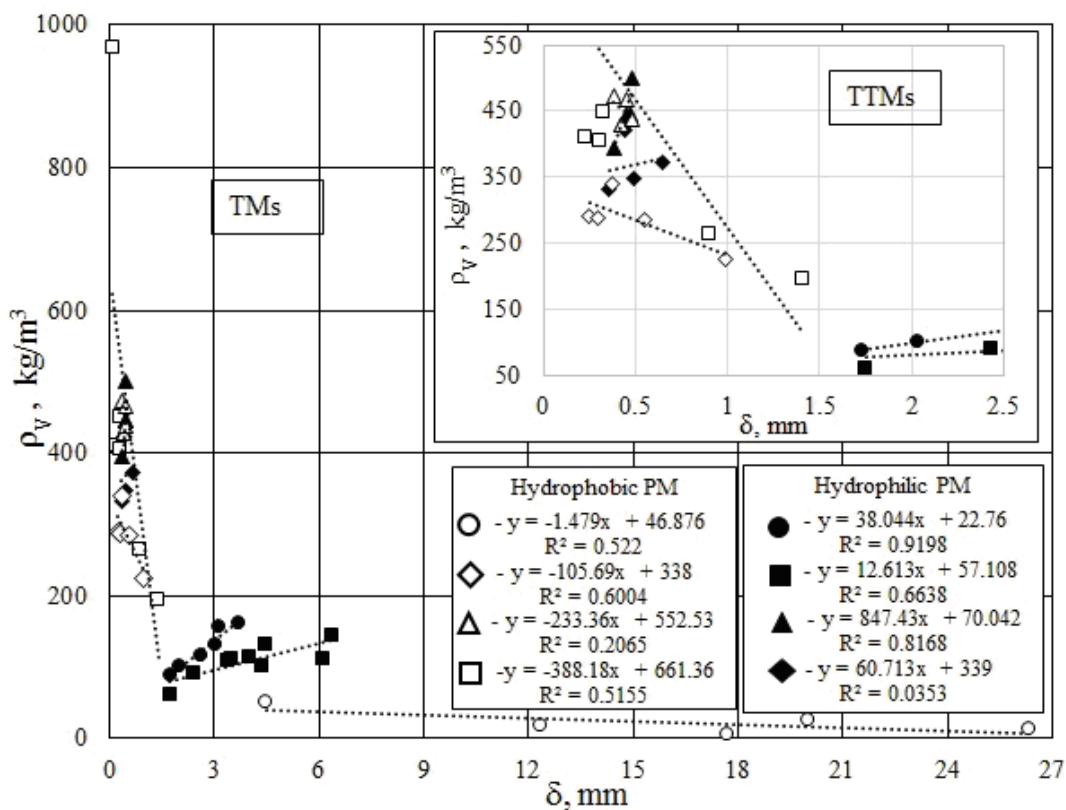 1000
800
600
400
200
0
ρV , kg/m³
0 3 6 9 12 15 18 21 24 27
δ, mm
TMs
550
450
350
250
150
50
ρV , kg/m³
0 0.5 1 1.5 2 2.5
δ, mm
TTMs
Hydrophobic PM
- y = -1.479x + 46.876
R² = 0.522
- y = -105.69x + 338
R² = 0.6004
- y = -233.36x + 552.53
R² = 0.2065
-y = -388.18x + 661.36
R² = 0.5155
Hydrophilic PM
- y = 38.044x + 22.76
R² = 0.9198
- y = 12.613x + 57.108
R² = 0.6638
- y = 847.43x + 70.042
R² = 0.8168
- y = 60.713x + 339
R² = 0.0353